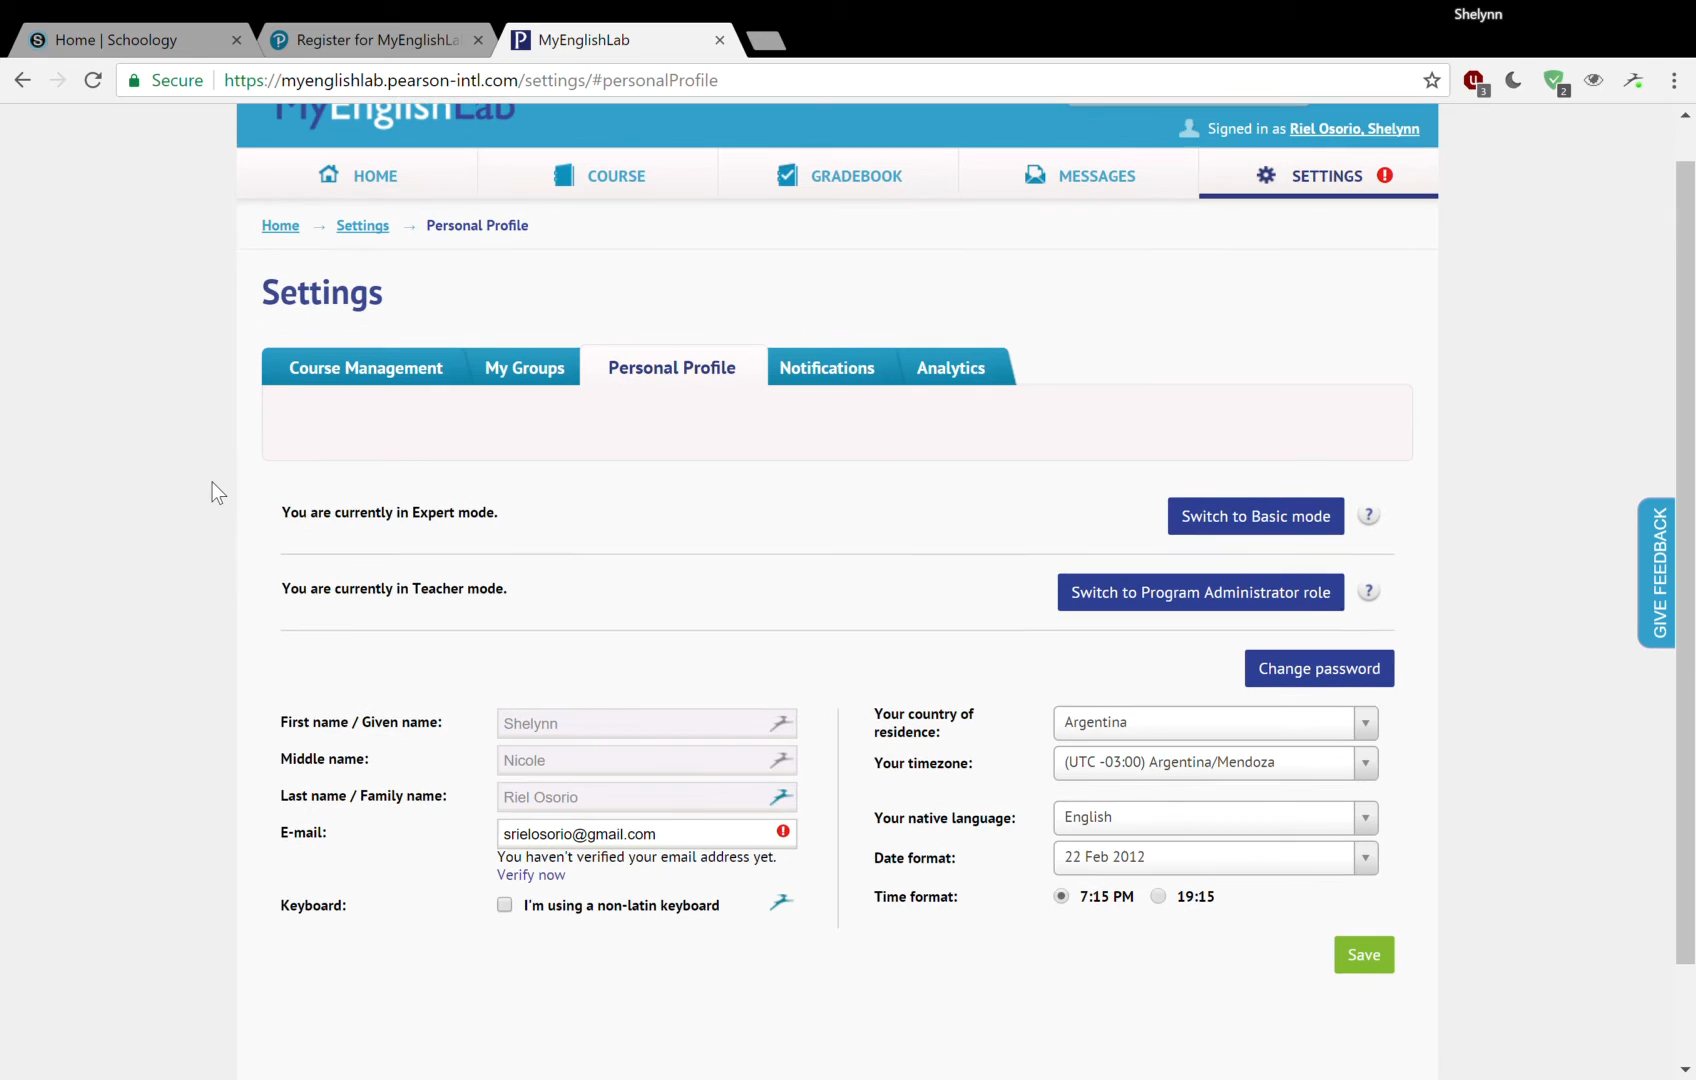 Shelynn
Home | Schoology
Register for MyEnglishLa
MyEnglishLab
Secure
https://myenglishlab.pearson-intl.com/settings/#personalProfile
3
2
MyEnglishLab
Signed in as Riel Osorio, Shelynn
HOME
COURSE
GRADEBOOK
MESSAGES
SETTINGS
Home → Settings → Personal Profile
Settings
Course Management
My Groups
Personal Profile
Notifications
Analytics
You are currently in Expert mode.
Switch to Basic mode
?
You are currently in Teacher mode.
Switch to Program Administrator role
?
Change password
First name / Given name:
Shelynn
Middle name:
Nicole
Last name / Family name:
Riel Osorio
E-mail:
srielosorio@gmail.com
You haven't verified your email address yet.
Verify now
Keyboard:
I'm using a non-latin keyboard
Your country of
residence:
Argentina
Your timezone:
(UTC -03:00) Argentina/Mendoza
Your native language:
English
Date format:
22 Feb 2012
Time format:
7:15 PM
19:15
Save
GIVE FEEDBACK